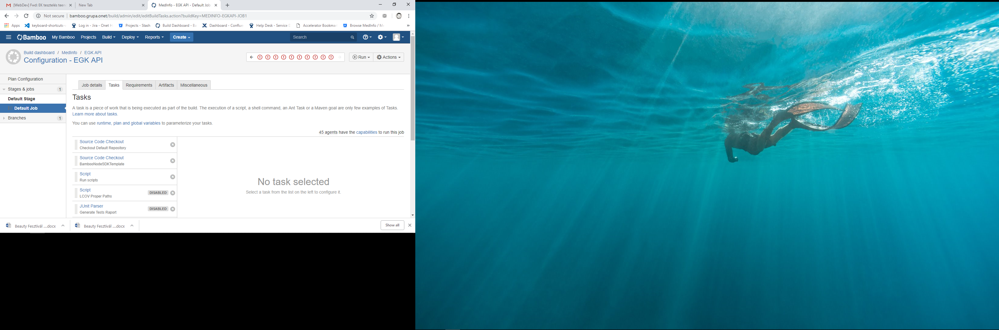 [WebDev] Fwd: EK tesztelés teen
New Tab
MedInfo - EGK API - Default Job:
Not secure
bamboo.grupa.onet/build/admin/edit/editBuildTasks.action?buildKey=MEDINFO-EGKAPI-JOB1
Apps
keyboard-shortcuts-
Log in - Jira - Onet H
Projects - Stash
Build Dashboard - Ba
Dashboard - Conflue
Help Desk - Service D
Accelerator Bookmar
Browse MedInfo / Me
Bamboo
My Bamboo
Projects
Build
Deploy
Reports
Create
Search
Build dashboard / MedInfo / EGK API
Configuration - EGK API
Run
Actions
Plan Configuration
Stages & jobs
1
Default Stage
Default Job
Branches
1
Job details
Tasks
Requirements
Artifacts
Miscellaneous
Tasks
A task is a piece of work that is being executed as part of the build. The execution of a script, a shell command, an Ant Task or a Maven goal are only few examples of Tasks.
Learn more about tasks.
You can use runtime, plan and global variables to parameterize your tasks.
45 agents have the capabilities to run this job
Source Code Checkout
Checkout Default Repository
Source Code Checkout
BambooNodeSDKTemplate
Script
Run scripts
Script
LCOV Proper Paths
DISABLED
JUnit Parser
Generate Tests Raport
DISABLED
No task selected
Select a task from the list on the left to configure it.
Beauty Fesztivál ....docx
Beauty Fesztivál ....docx
Show all